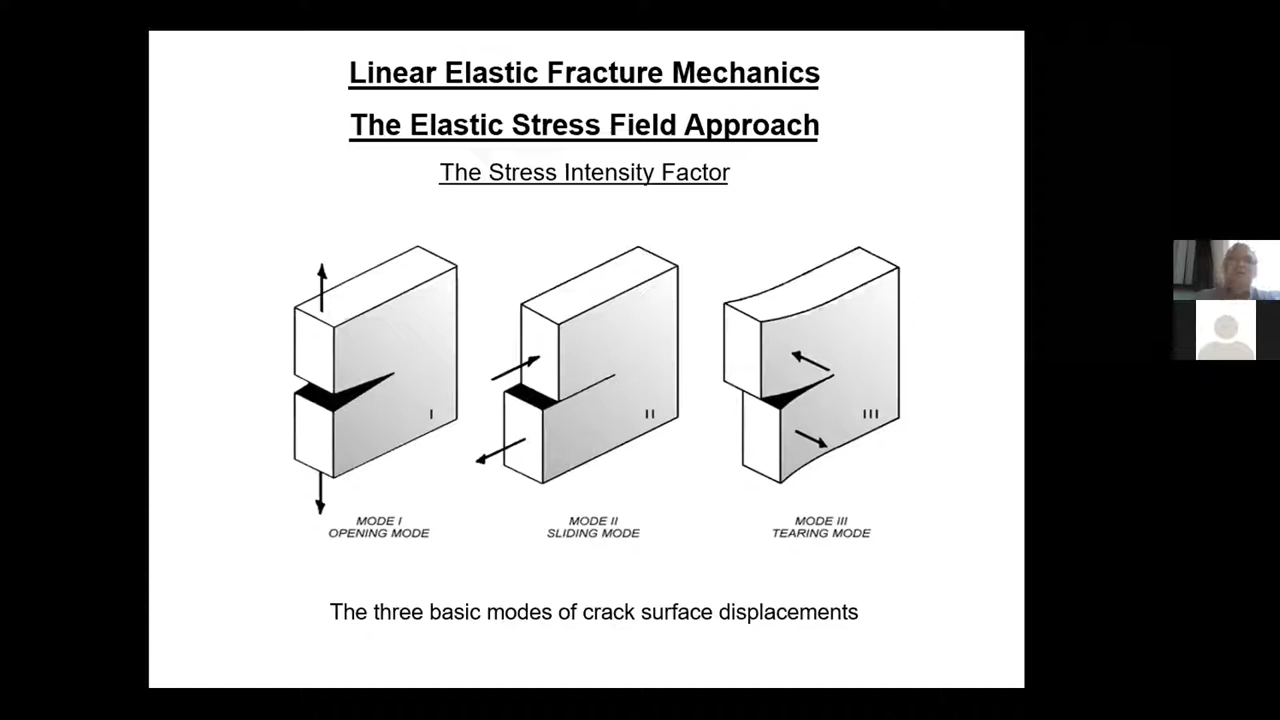 Linear Elastic Fracture Mechanics
The Elastic Stress Field Approach
The Stress Intensity Factor
I
II
III
MODE I
OPENING MODE
MODE II
SLIDING MODE
MODE III
TEARING MODE
The three basic modes of crack surface displacements